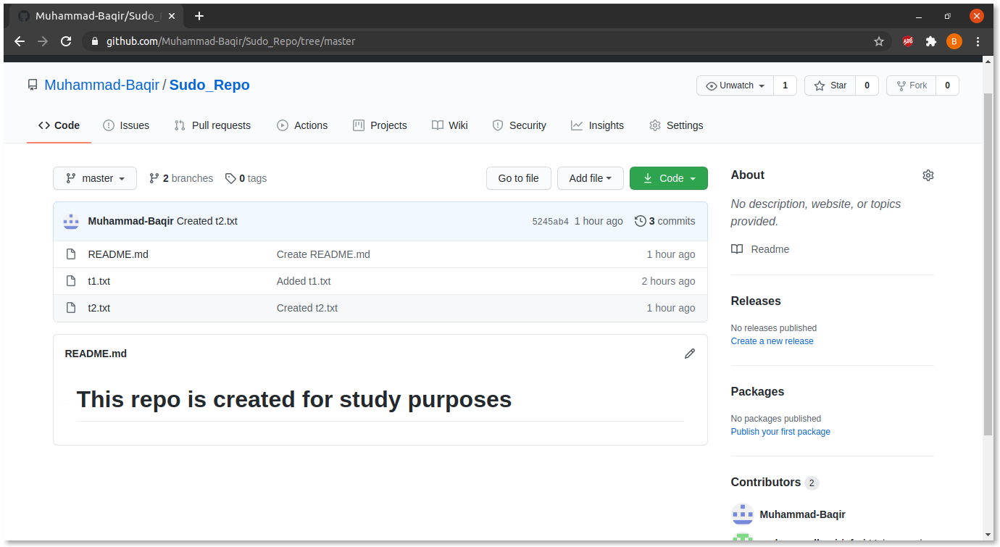 Muhammad-Baqir/Sudo_
github.com/Muhammad-Baqir/Sudo_Repo/tree/master
ABP
B
Muhammad-Baqir / Sudo_Repo
Unwatch 1 Star 0 Fork 0
Code Issues Pull requests Actions Projects Wiki Security Insights Settings
master 2 branches 0 tags Go to file Add file Code
Muhammad-Baqir Created t2.txt 5245ab4 1 hour ago 3 commits
README.md Create README.md 1 hour ago
t1.txt Added t1.txt 2 hours ago
t2.txt Created t2.txt 1 hour ago
README.md
This repo is created for study purposes
About
No description, website, or topics
provided.
Readme
Releases
No releases published
Create a new release
Packages
No packages published
Publish your first package
Contributors 2
Muhammad-Baqir